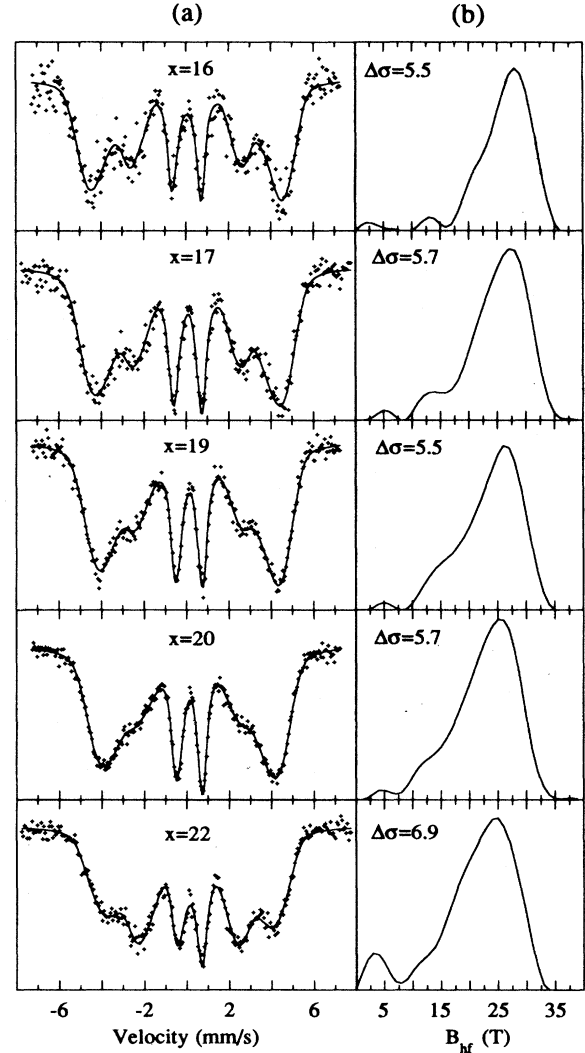 (a) (b)
x=16 Δσ=5.5
x=17 Δσ=5.7
x=19 Δσ=5.5
x=20 Δσ=5.7
x=22 Δσ=6.9
-6 -2 2 6 5 15 25 35
Velocity (mm/s) B_hf (T)